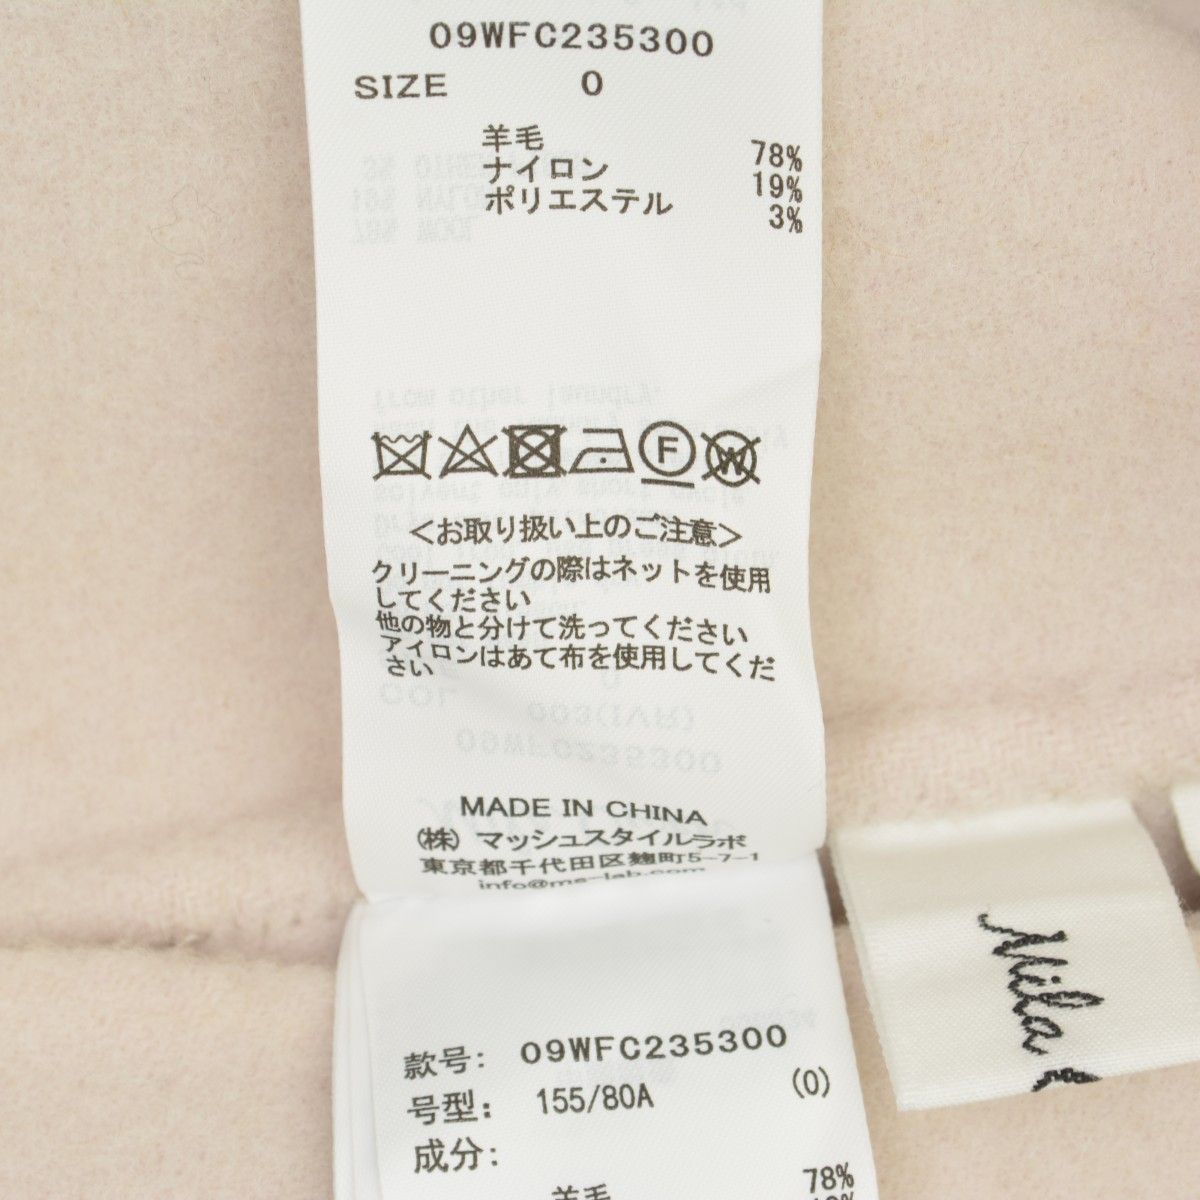 09WFC235300
SIZE 0
羊毛 78%
ナイロン 19%
ポリエステル 3%
F
W
<お取り扱い上のご注意>
クリーニングの際はネットを使用
してください
他の物と分けて洗ってください
アイロンはあて布を使用してくだ
さい
MADE IN CHINA
(株) マッシュスタイルラボ
東京都千代田区麹町5-7-1
info@ms-lab.com
款号: 09WFC235300
号型: 155/80A (0)
成分:
羊毛 78%
Mila